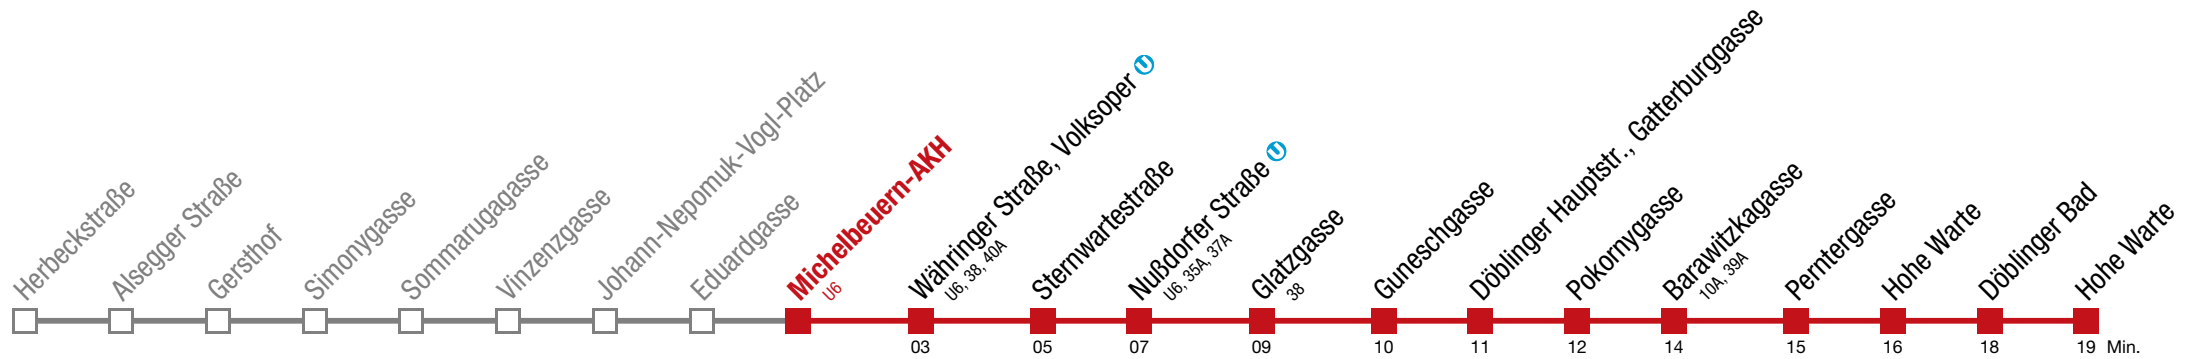 Herbeckstraße
Alsegger Straße
Gersthof
Simonygasse
Sommarugagasse
Vinzenzgasse
Johann-Nepomuk-Vogl-Platz
Eduardgasse
Michelbeuern-AKH
U6
Währinger Straße, Volksoper U
U6, 38, 40A
Sternwartestraße
Nußdorfer Straße U
U6, 35A, 37A
Glatzgasse
38
Guneschgasse
Döblinger Hauptstr., Gatterburggasse
Pokornygasse
Barawitzkagasse
10A, 39A
Perntergasse
Hohe Warte
Döblinger Bad
Hohe Warte
03 05 07 09 10 11 12 14 15 16 18 19 Min.